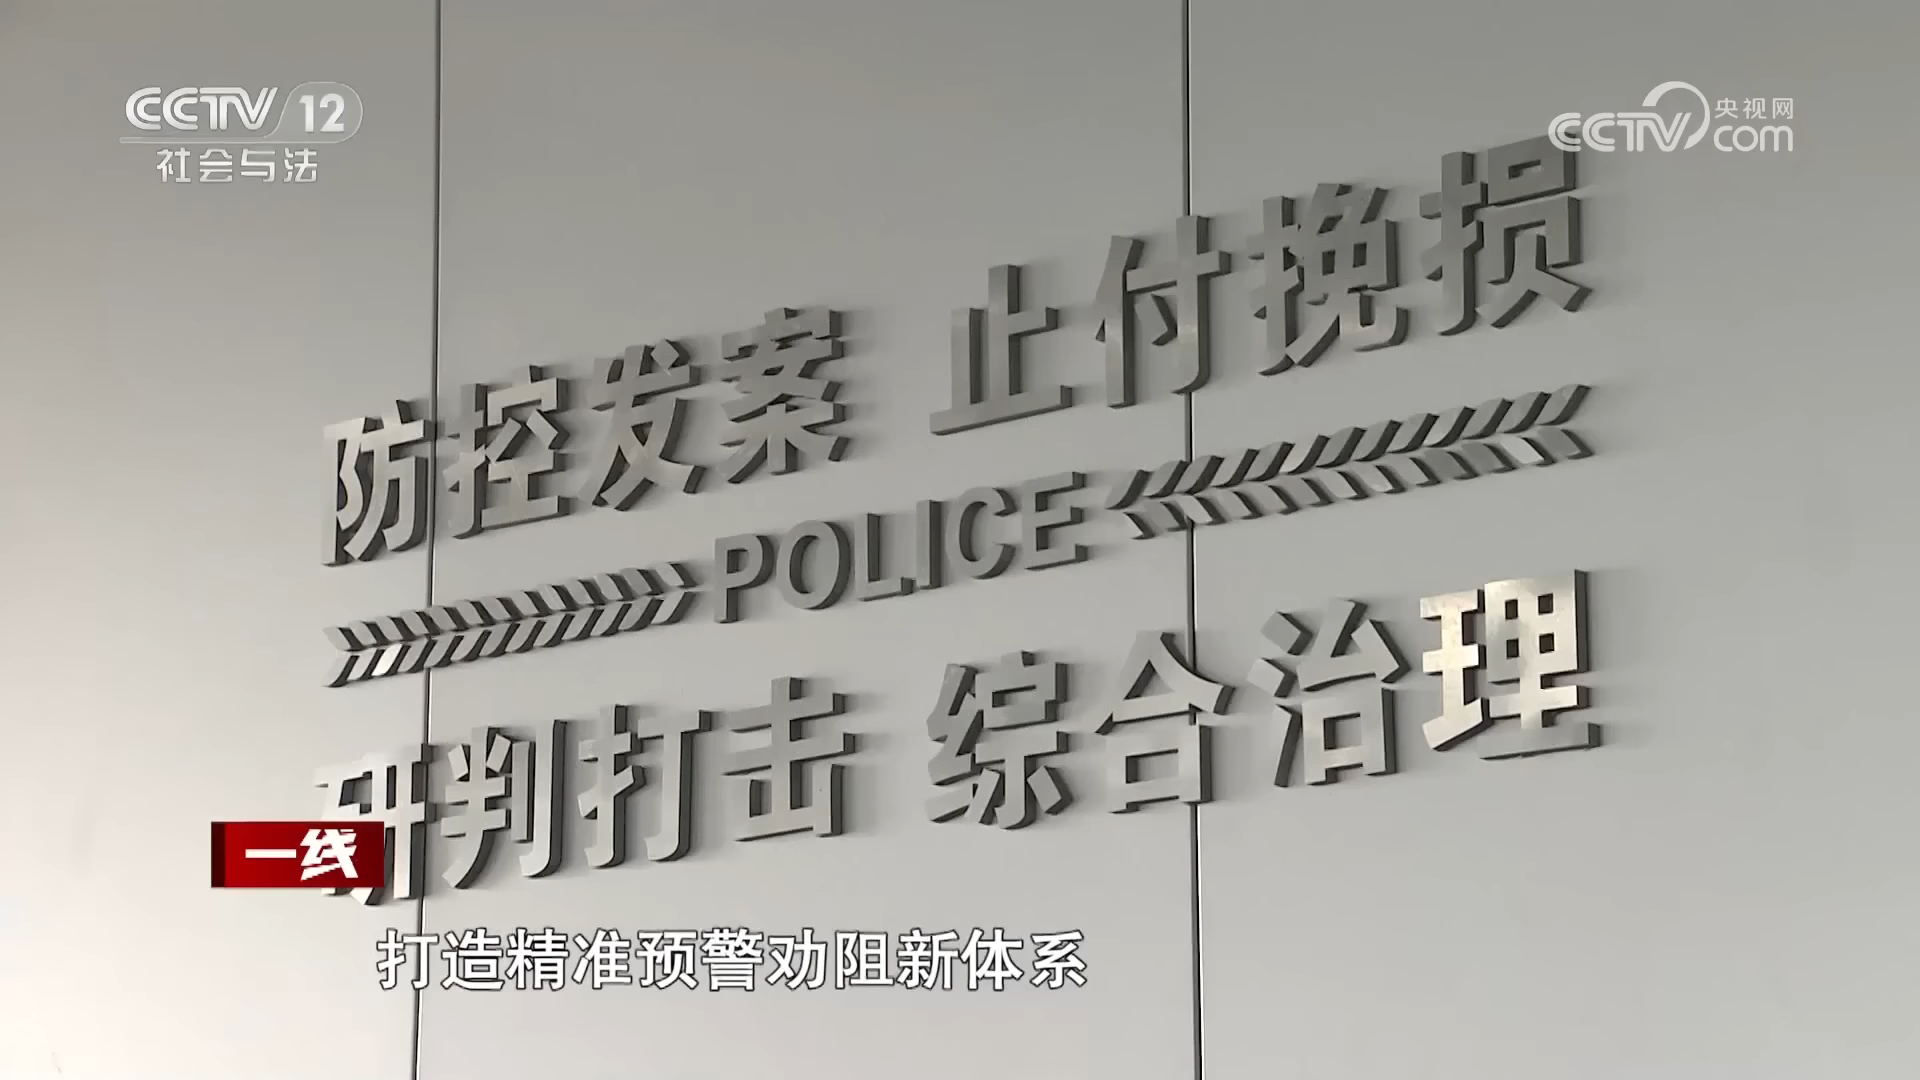 CCTV 12
社会与法
央视网
CCTV com
防控发案 止付挽损
POLICE
研判打击 综合治理
一线
打造精准预警劝阻新体系